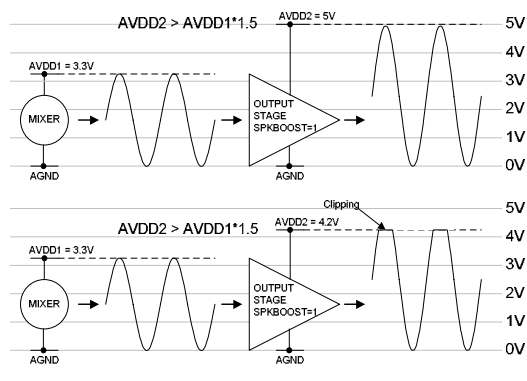 AVDD2 > AVDD1*1.5
AVDD2 = 5V
5V
4V
AVDD1 = 3.3V
3V
MIXER
OUTPUT
STAGE
SPKBOOST=1
2V
1V
0V
AGND
AGND
Clipping
5V
AVDD2 > AVDD1*1.5
AVDD2 = 4.2V
4V
AVDD1 = 3.3V
3V
MIXER
OUTPUT
STAGE
SPKBOOST=1
2V
1V
0V
AGND
AGND